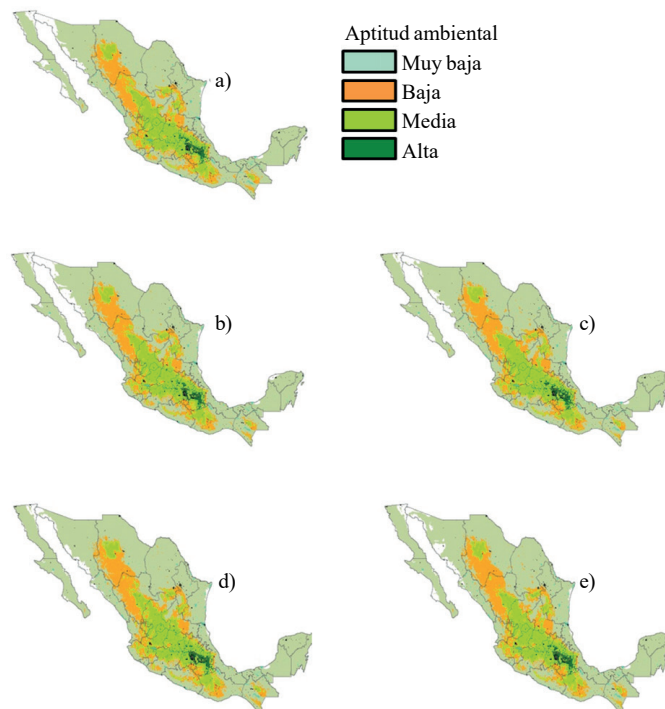 Aptitud ambiental
Muy baja
Baja
Media
Alta
a)
b)
c)
d)
e)